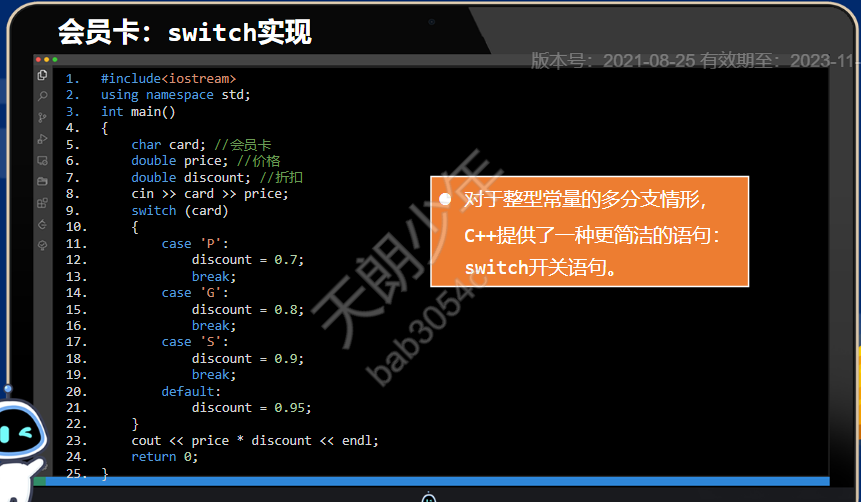 会员卡：switch实现
版本号：2021-08-25 有效期至：2023-11-
1. #include<iostream>
2. using namespace std;
3. int main()
4. {
5. char card; //会员卡
6. double price; //价格
7. double discount; //折扣
8. cin >> card >> price;
9. switch (card)
10. {
11. case 'P':
12. discount = 0.7;
13. break;
14. case 'G':
15. discount = 0.8;
16. break;
17. case 'S':
18. discount = 0.9;
19. break;
20. default:
21. discount = 0.95;
22. }
23. cout << price * discount << endl;
24. return 0;
25. }
对于整型常量的多分支情形，
C++提供了一种更简洁的语句：
switch开关语句。
天朗少年
bab3054c